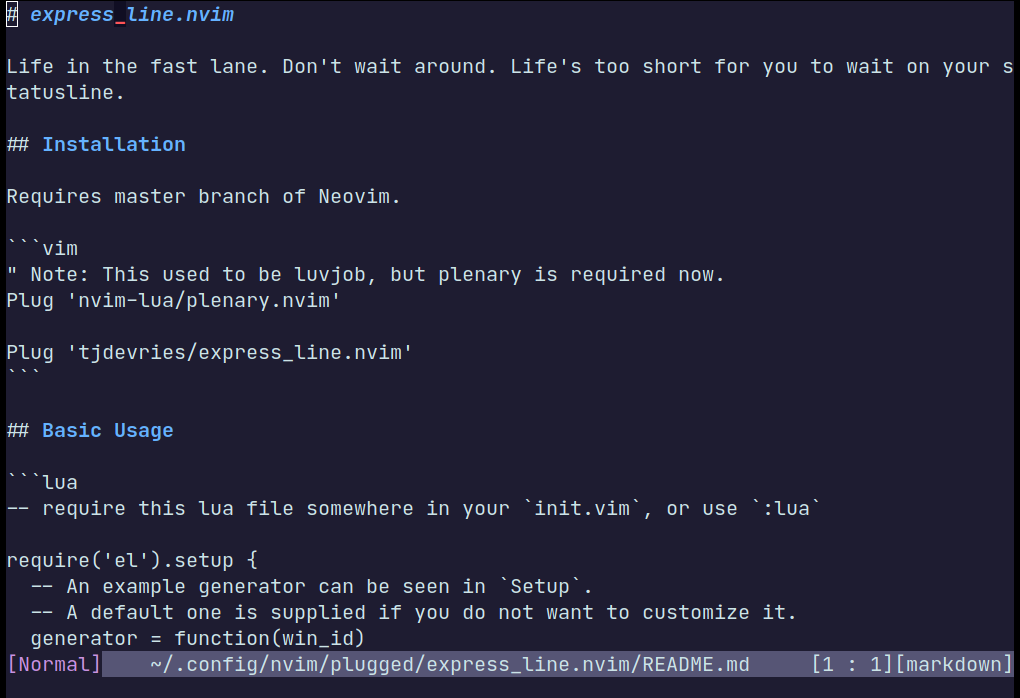 # express_line.nvim
Life in the fast lane. Don't wait around. Life's too short for you to wait on your s
tatusline.
## Installation
Requires master branch of Neovim.
```vim
" Note: This used to be luvjob, but plenary is required now.
Plug 'nvim-lua/plenary.nvim'
Plug 'tjdevries/express_line.nvim'
```
## Basic Usage
```lua
-- require this lua file somewhere in your `init.vim`, or use `:lua`
require('el').setup {
  -- An example generator can be seen in `Setup`.
  -- A default one is supplied if you do not want to customize it.
  generator = function(win_id)
[Normal]    ~/.config/nvim/plugged/express_line.nvim/README.md     [1 : 1][markdown]